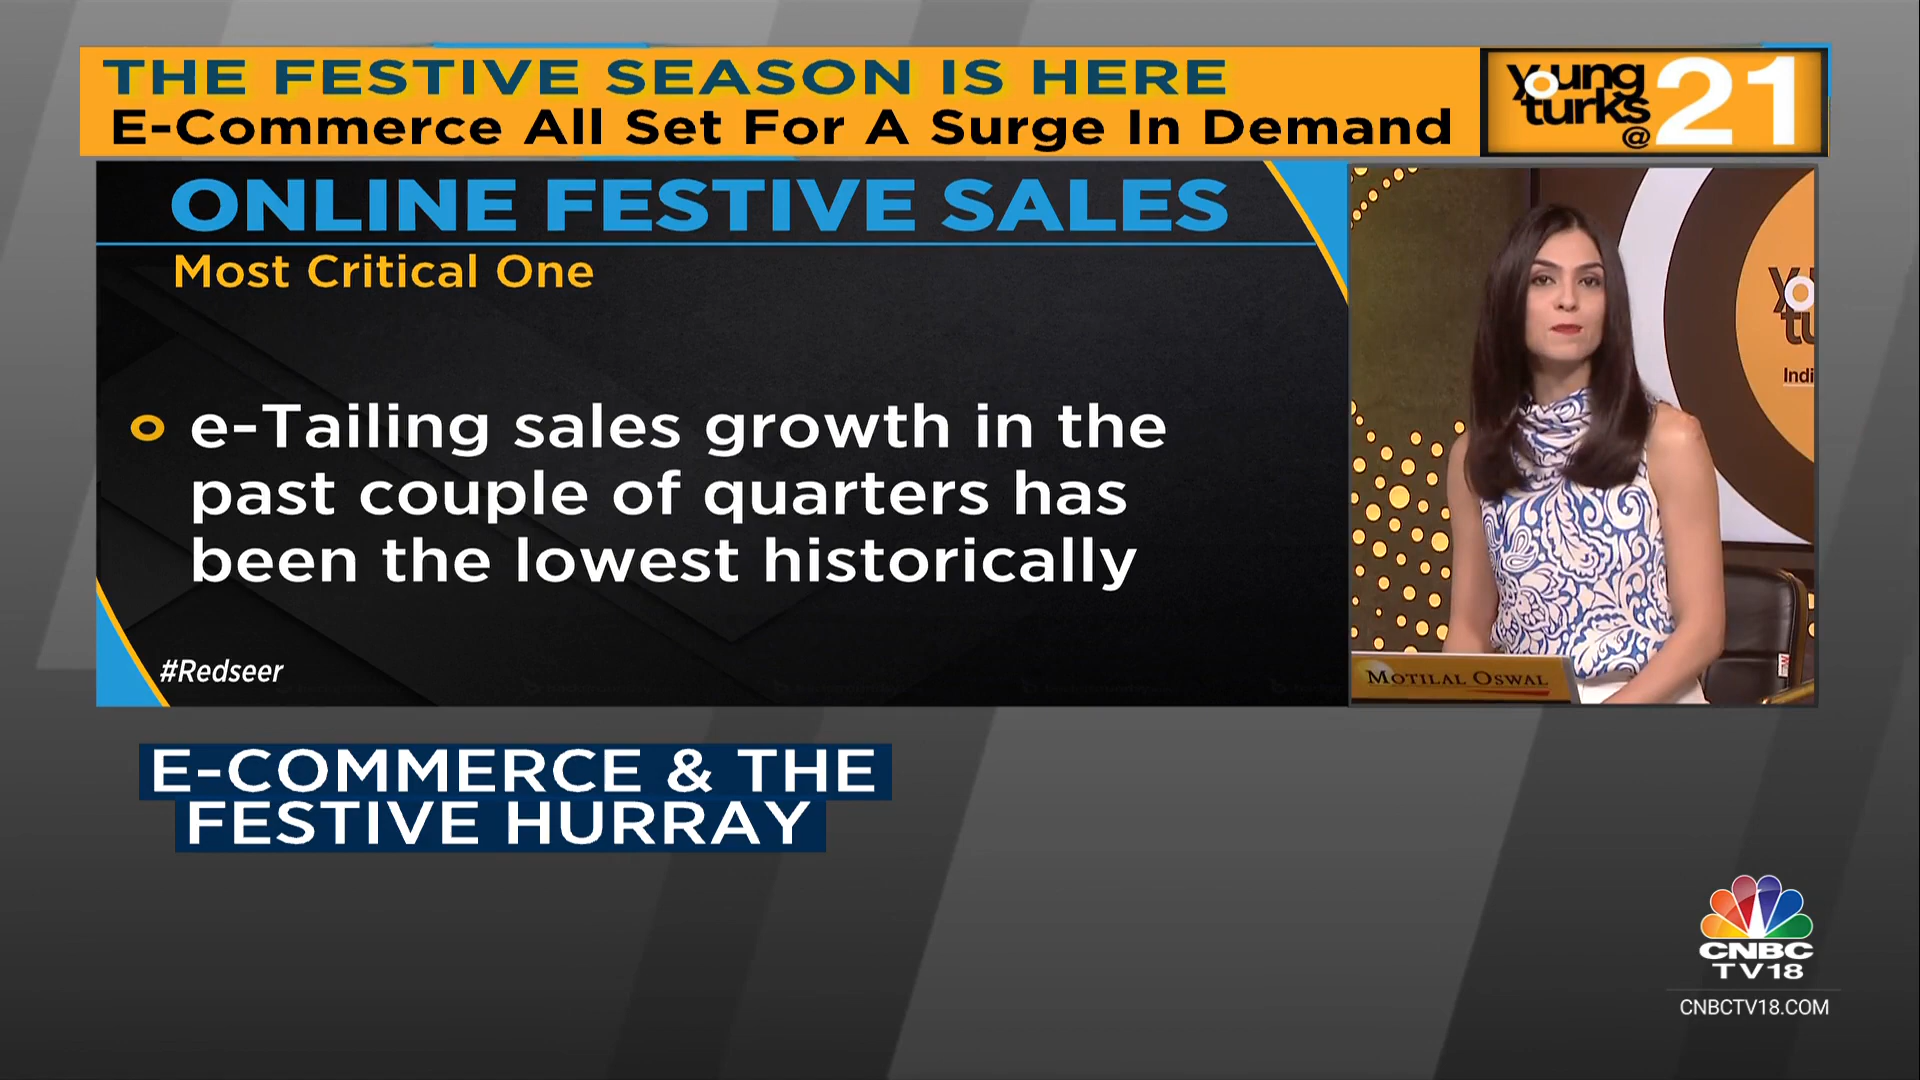 THE FESTIVE SEASON IS HERE
E-Commerce All Set For A Surge In Demand
young
turks
@
21
ONLINE FESTIVE SALES
Most Critical One
e-Tailing sales growth in the
past couple of quarters has
been the lowest historically
#Redseer
MOTILAL OSWAL
E-COMMERCE & THE
FESTIVE HURRAY
CNBC
TV18
CNBCTV18.COM